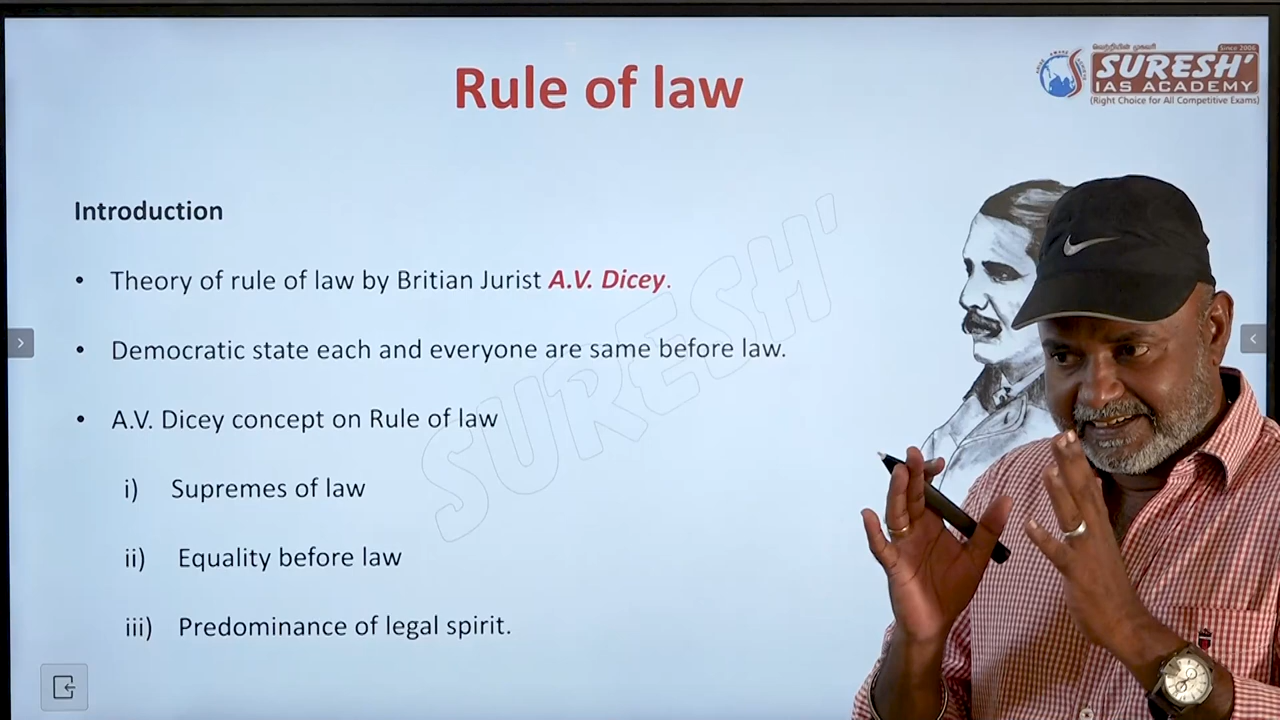 Rule of law
வெற்றியின் முகவரி
Since 2006
SURESH'
IAS ACADEMY
(Right Choice for All Competitive Exams)
Introduction
• Theory of rule of law by Britian Jurist A.V. Dicey.
• Democratic state each and everyone are same before law.
• A.V. Dicey concept on Rule of law
i) Supremes of law
ii) Equality before law
iii) Predominance of legal spirit.
SURESH'